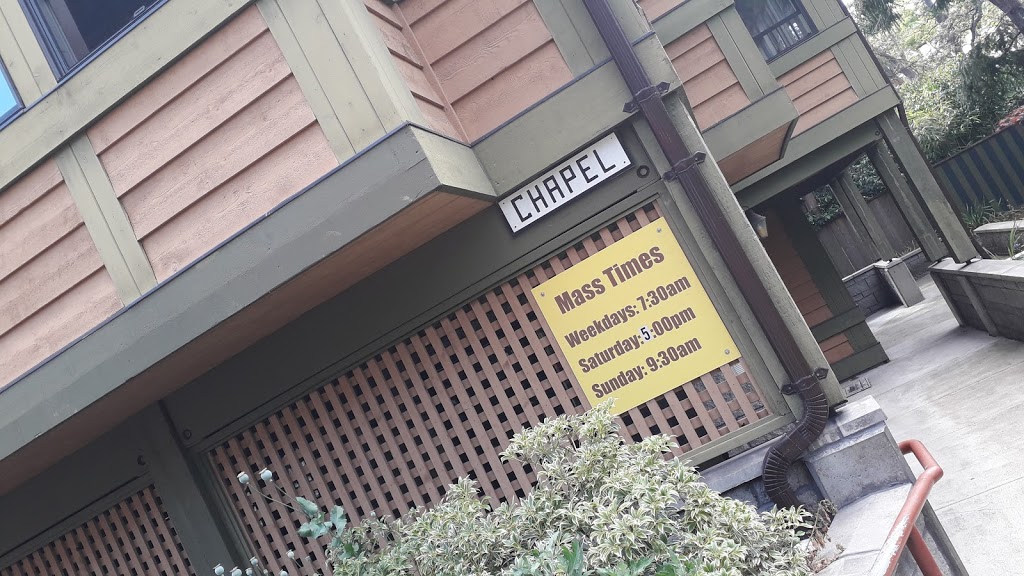 CHAPEL
Mass Times
Weekdays: 7:30am
Saturday: 5:00pm
Sunday: 9:30am